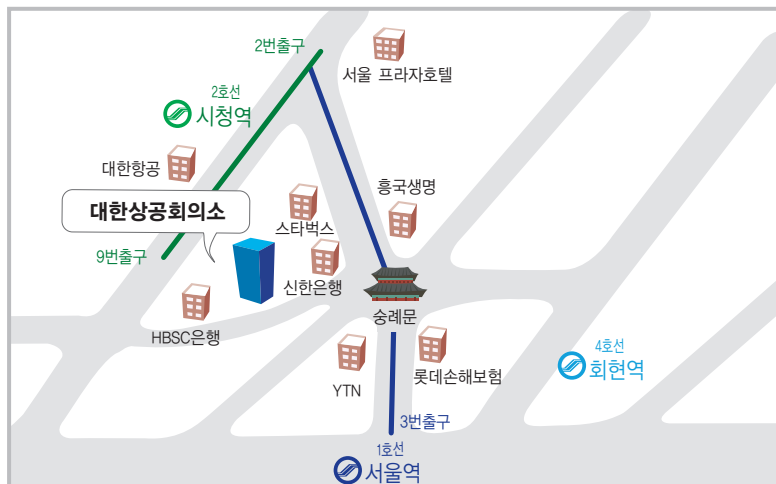 2번출구
서울 프라자호텔
2호선
시청역
대한항공
대한상공회의소
스타벅스
흥국생명
9번출구
신한은행
HBSC은행
숭례문
YTN
롯데손해보험
4호선
회현역
3번출구
1호선
서울역